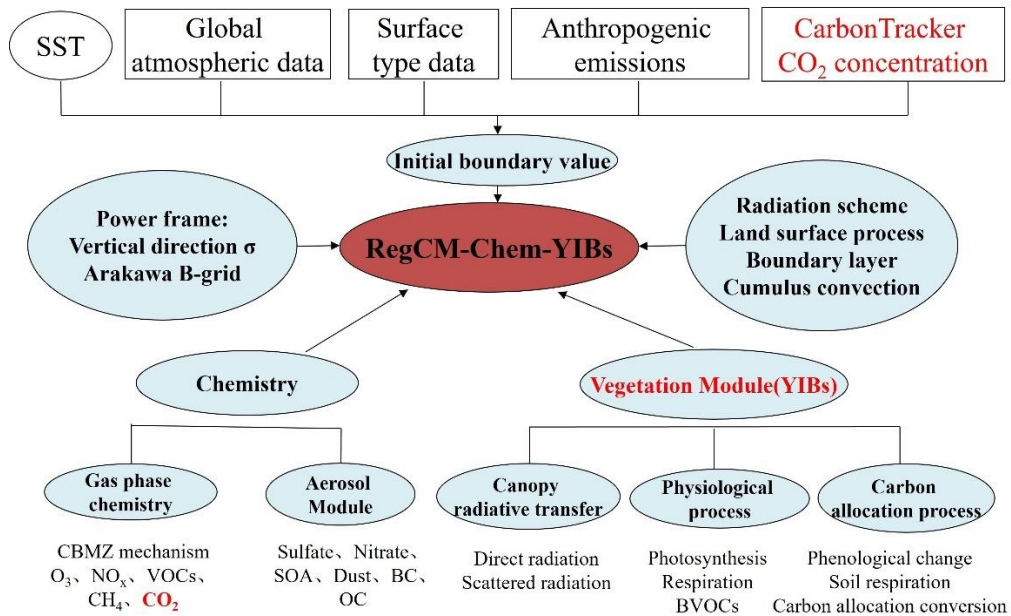 SST
Global
atmospheric data
Surface
type data
Anthropogenic
emissions
CarbonTracker
CO₂ concentration
Initial boundary value
Power frame:
Vertical direction σ
Arakawa B-grid
RegCM-Chem-YIBs
Radiation scheme
Land surface process
Boundary layer
Cumulus convection
Chemistry
Vegetation Module(YIBs)
Gas phase
chemistry
Aerosol
Module
Canopy
radiative transfer
Physiological
process
Carbon
allocation process
CBMZ mechanism
O₃、NOₓ、VOCs、
CH₄、CO₂
Sulfate、Nitrate、
SOA、Dust、BC、
OC
Direct radiation
Scattered radiation
Photosynthesis
Respiration
BVOCs
Phenological change
Soil respiration
Carbon allocation conversion